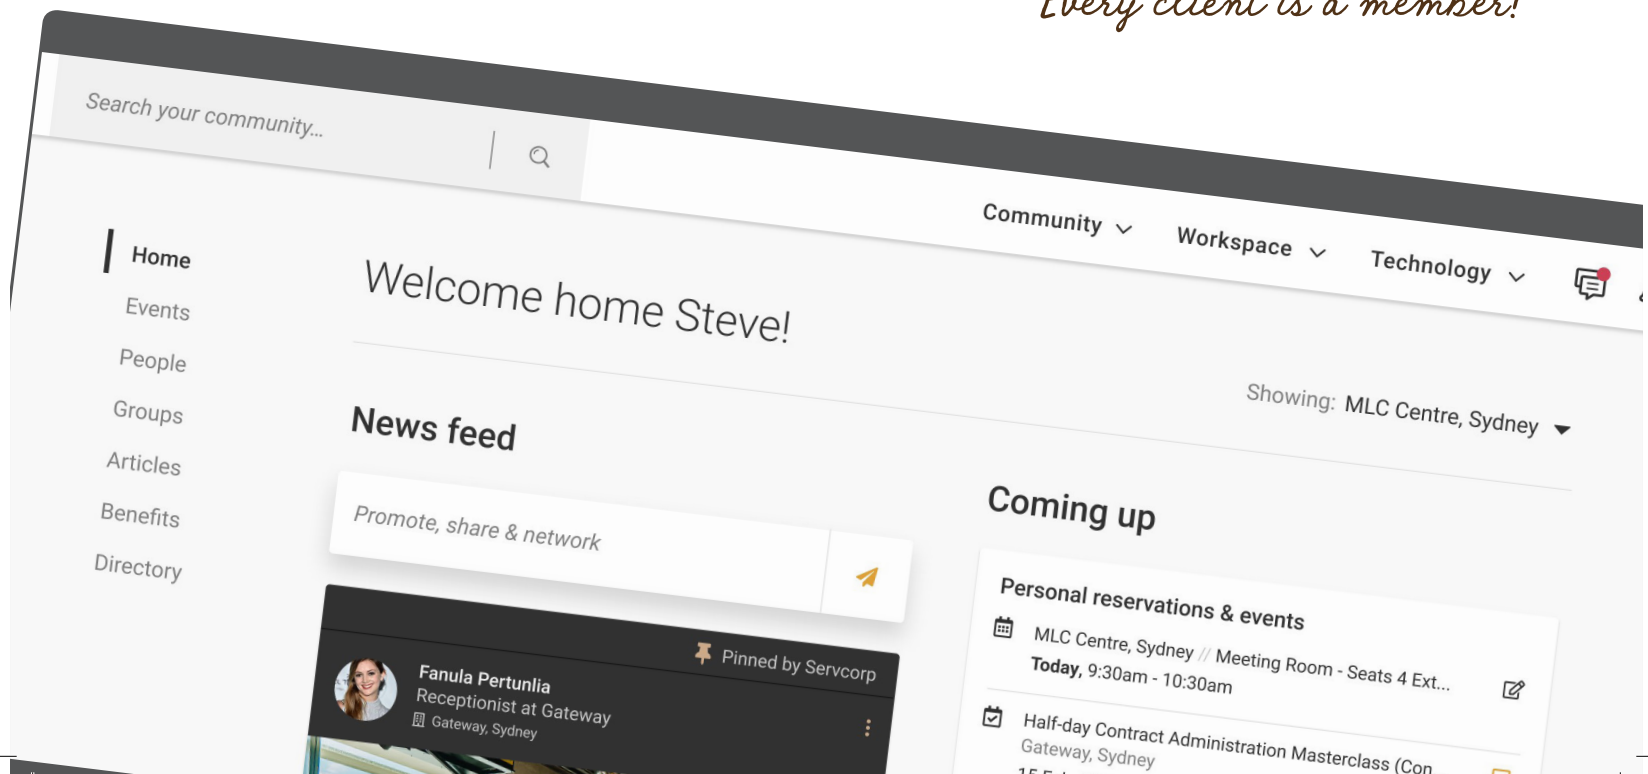 Every client is a member!
Search your community...
Community
Workspace
Technology
Home
Events
People
Groups
Articles
Benefits
Directory
Welcome home Steve!
Showing: MLC Centre, Sydney
News feed
Promote, share & network
Pinned by Servcorp
Fanula Pertunlia
Receptionist at Gateway
Gateway, Sydney
Coming up
Personal reservations & events
MLC Centre, Sydney // Meeting Room - Seats 4 Ext...
Today, 9:30am - 10:30am
Half-day Contract Administration Masterclass (Con
Gateway, Sydney